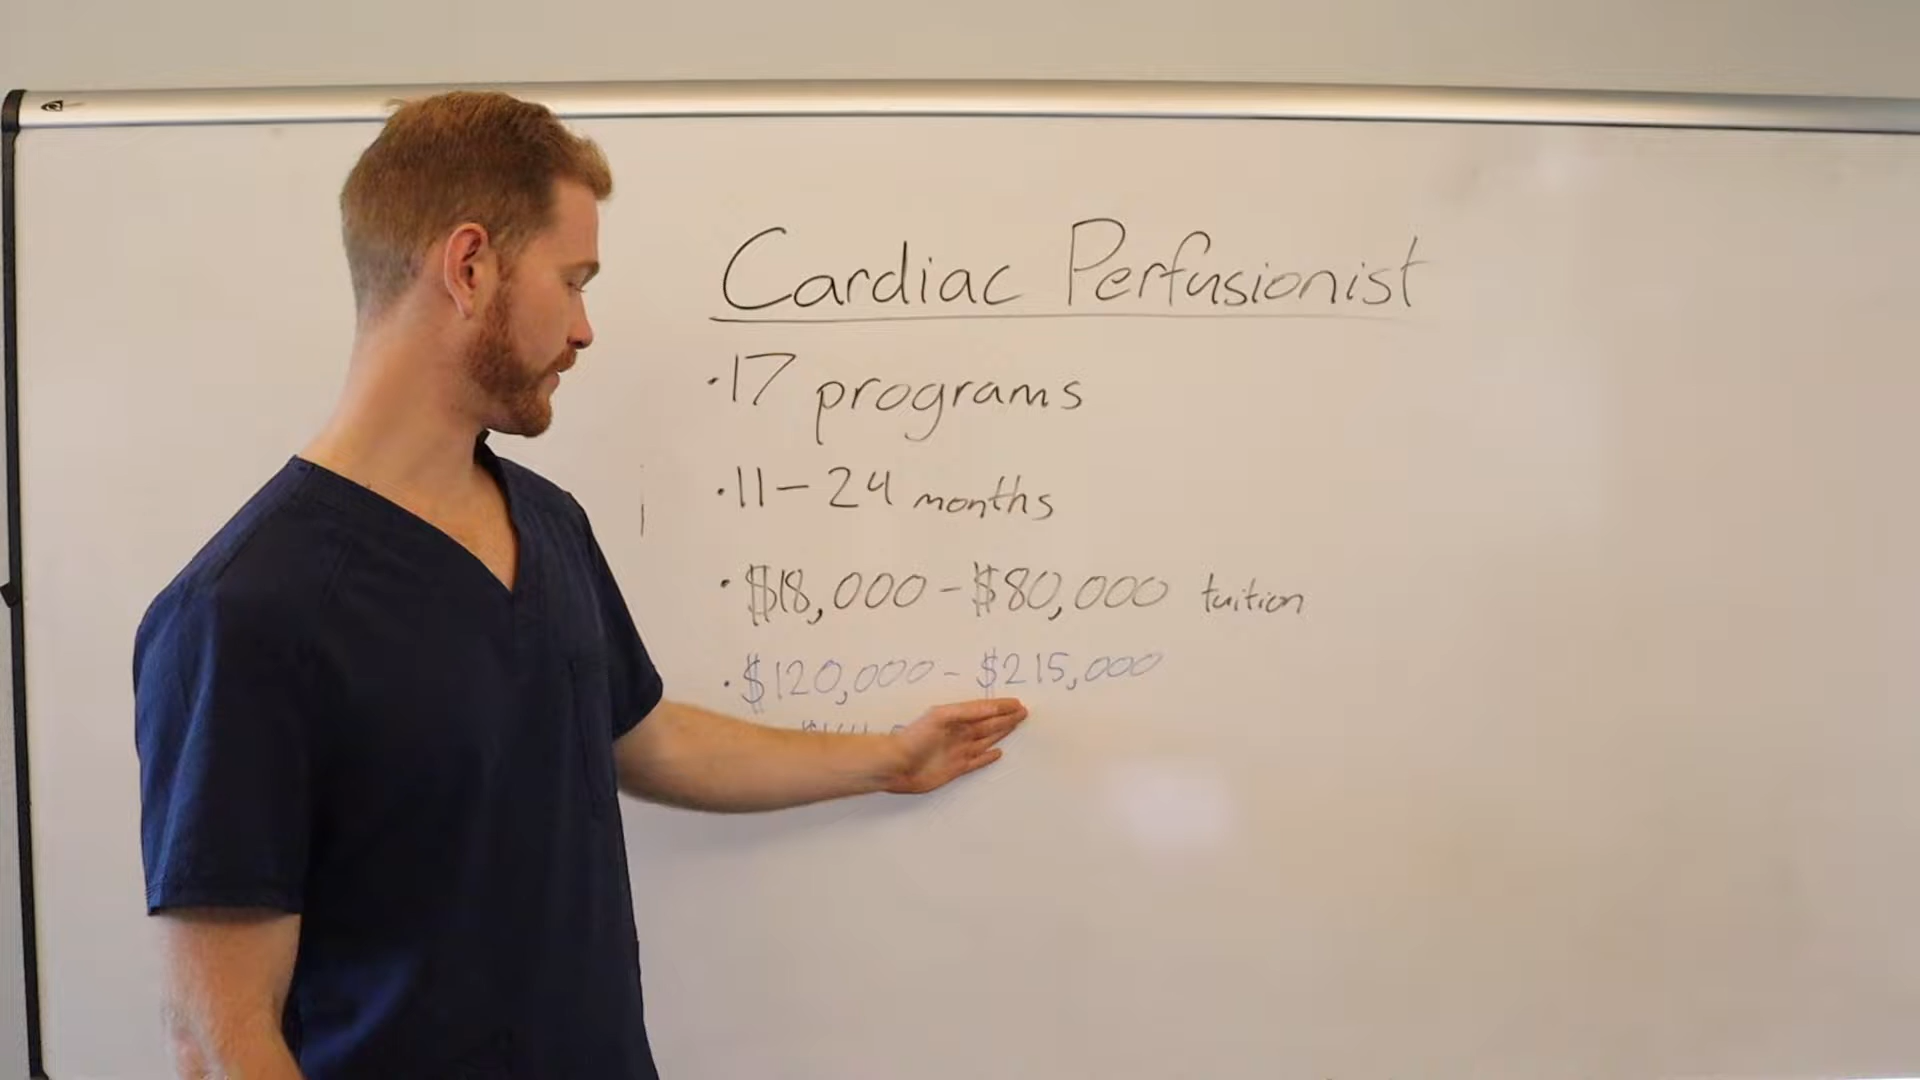 Cardiac Perfusionist
·17 programs
·11-24 months
·$18,000-$80,000 tuition
·$120,000-$215,000